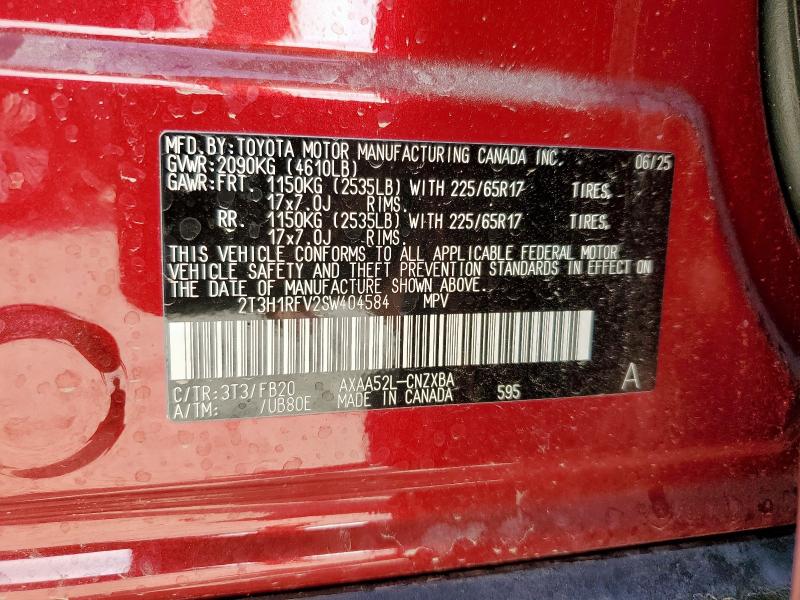 MFD. BY: TOYOTA MOTOR MANUFACTURING CANADA INC. 06/25
GVWR: 2090KG (4610LB)
GAWR: FRT. 1150KG (2535LB) WITH 225/65R17 TIRES,
17x7.0J RIMS.
RR. 1150KG (2535LB) WITH 225/65R17 TIRES,
17x7.0J RIMS.
THIS VEHICLE CONFORMS TO ALL APPLICABLE FEDERAL MOTOR
VEHICLE SAFETY AND THEFT PREVENTION STANDARDS IN EFFECT ON
THE DATE OF MANUFACTURE SHOWN ABOVE.
2T3H1RFV2SW404584 MPV
C/TR: 3T3/FB20 AXAA52L-CNZXBA
A/TM: /UB80E MADE IN CANADA 595 A